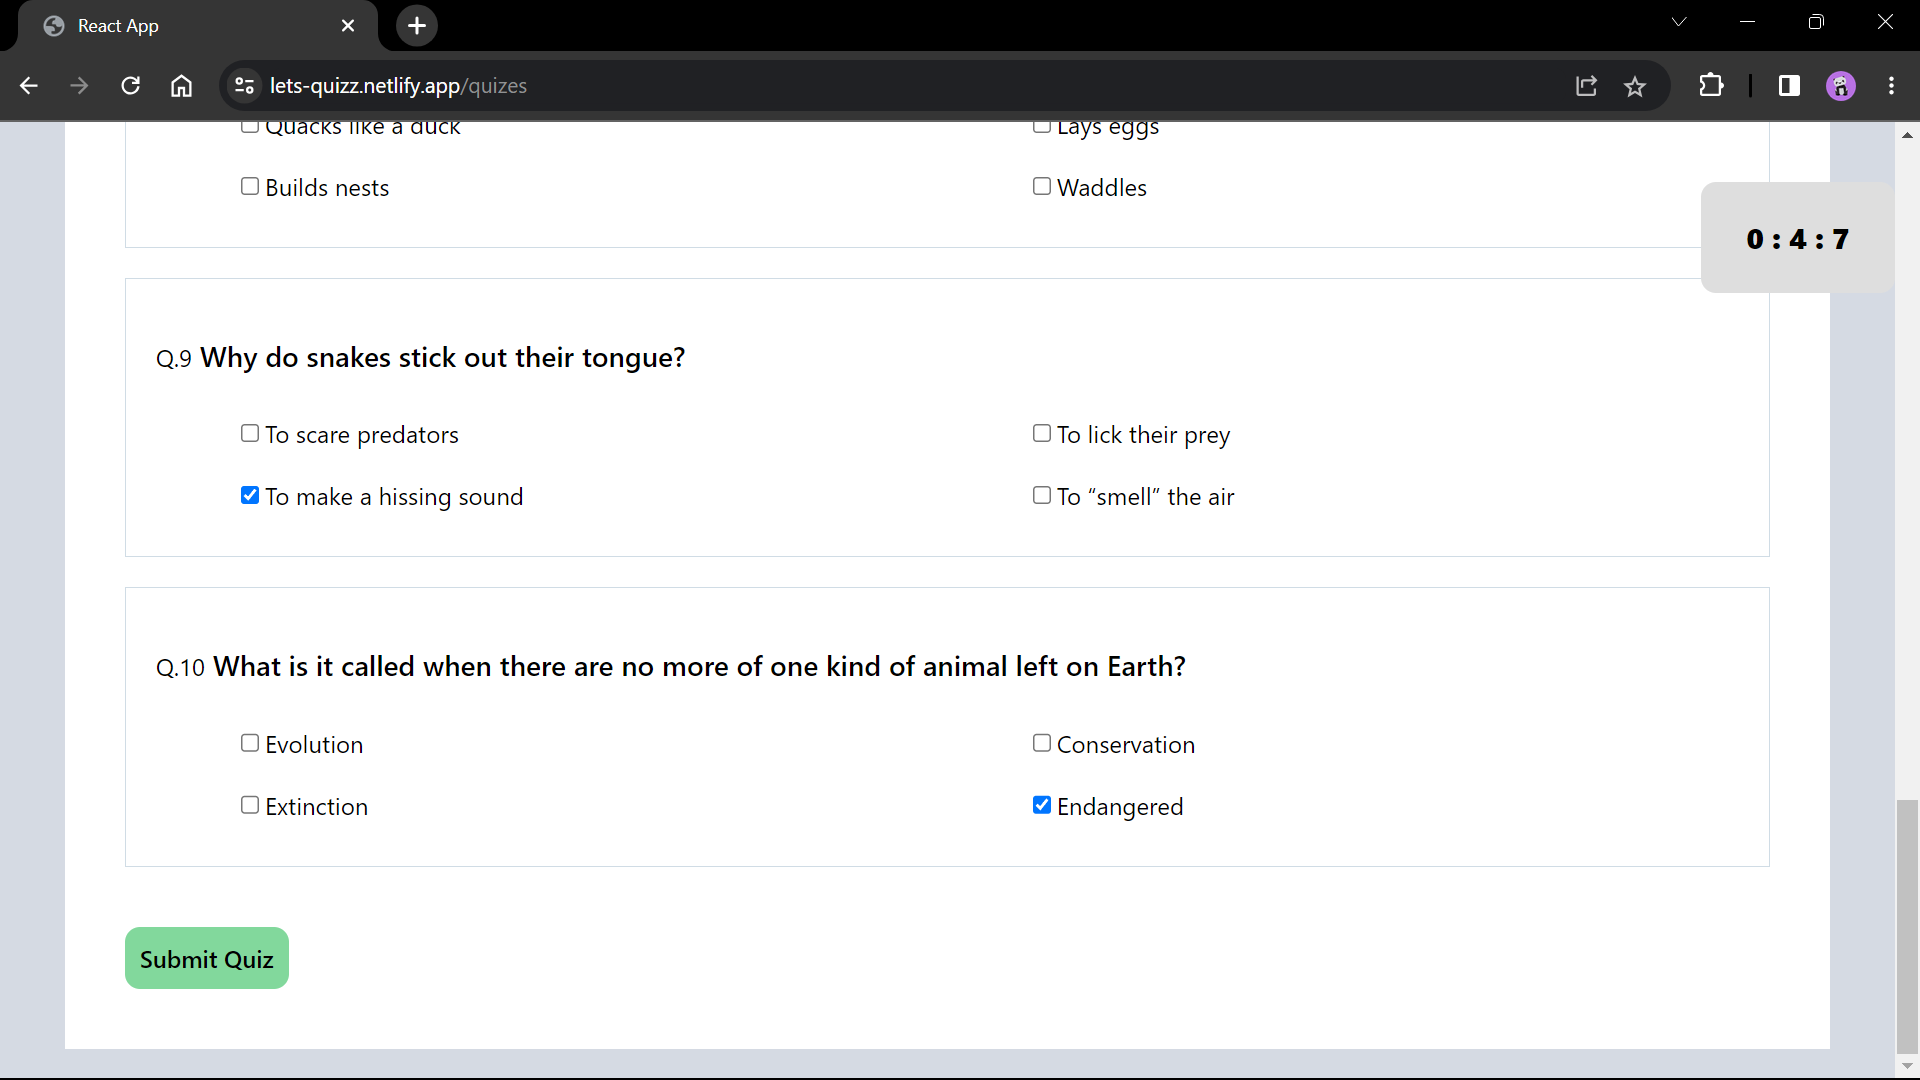 React App
lets-quizz.netlify.app/quizes
Quacks like a duck
Lays eggs
Builds nests
Waddles
0 : 4 : 7
Q.9 Why do snakes stick out their tongue?
To scare predators
To lick their prey
To make a hissing sound
To “smell” the air
Q.10 What is it called when there are no more of one kind of animal left on Earth?
Evolution
Conservation
Extinction
Endangered
Submit Quiz